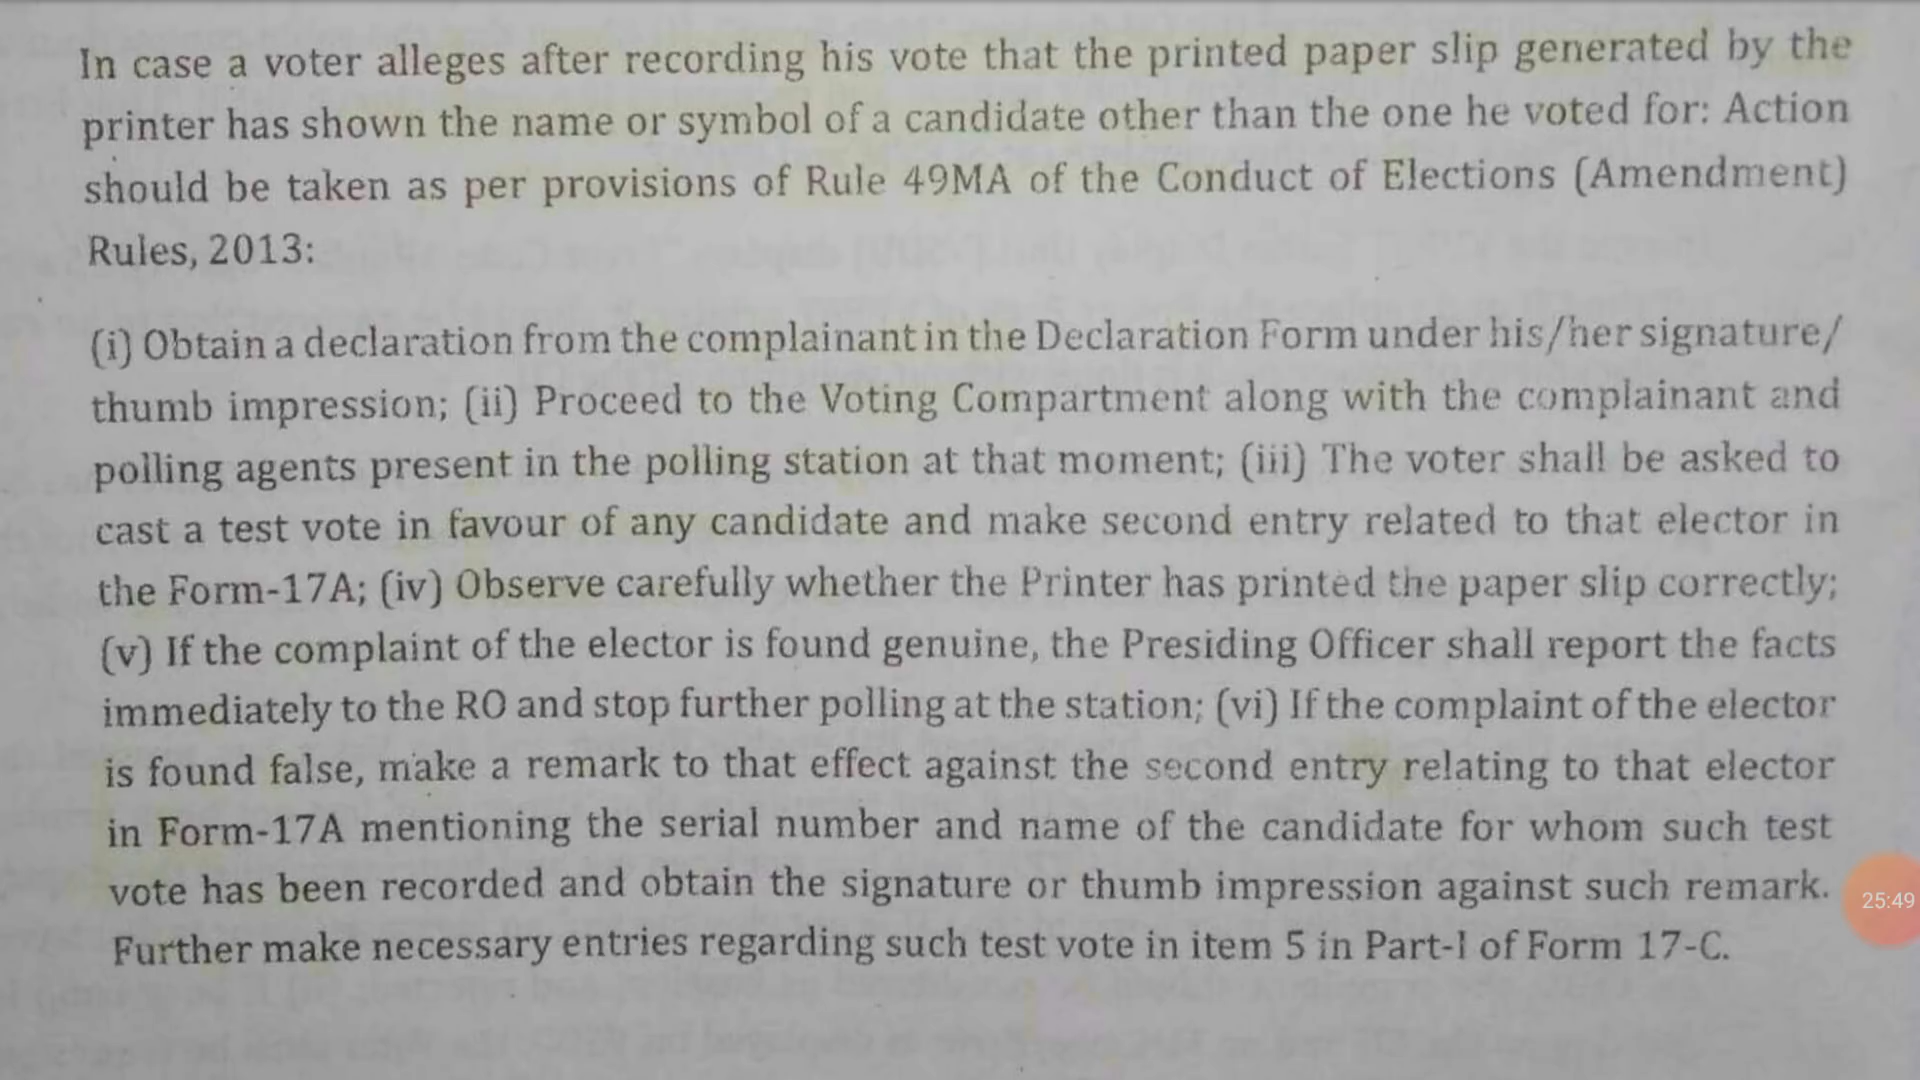 In case a voter alleges after recording his vote that the printed paper slip generated by the
printer has shown the name or symbol of a candidate other than the one he voted for: Action
should be taken as per provisions of Rule 49MA of the Conduct of Elections (Amendment)
Rules, 2013:
(i) Obtain a declaration from the complainant in the Declaration Form under his/her signature/
thumb impression; (ii) Proceed to the Voting Compartment along with the complainant and
polling agents present in the polling station at that moment; (iii) The voter shall be asked to
cast a test vote in favour of any candidate and make second entry related to that elector in
the Form-17A; (iv) Observe carefully whether the Printer has printed the paper slip correctly;
(v) If the complaint of the elector is found genuine, the Presiding Officer shall report the facts
immediately to the RO and stop further polling at the station; (vi) If the complaint of the elector
is found false, make a remark to that effect against the second entry relating to that elector
in Form-17A mentioning the serial number and name of the candidate for whom such test
vote has been recorded and obtain the signature or thumb impression against such remark.
25:49
Further make necessary entries regarding such test vote in item 5 in Part-I of Form 17-C.